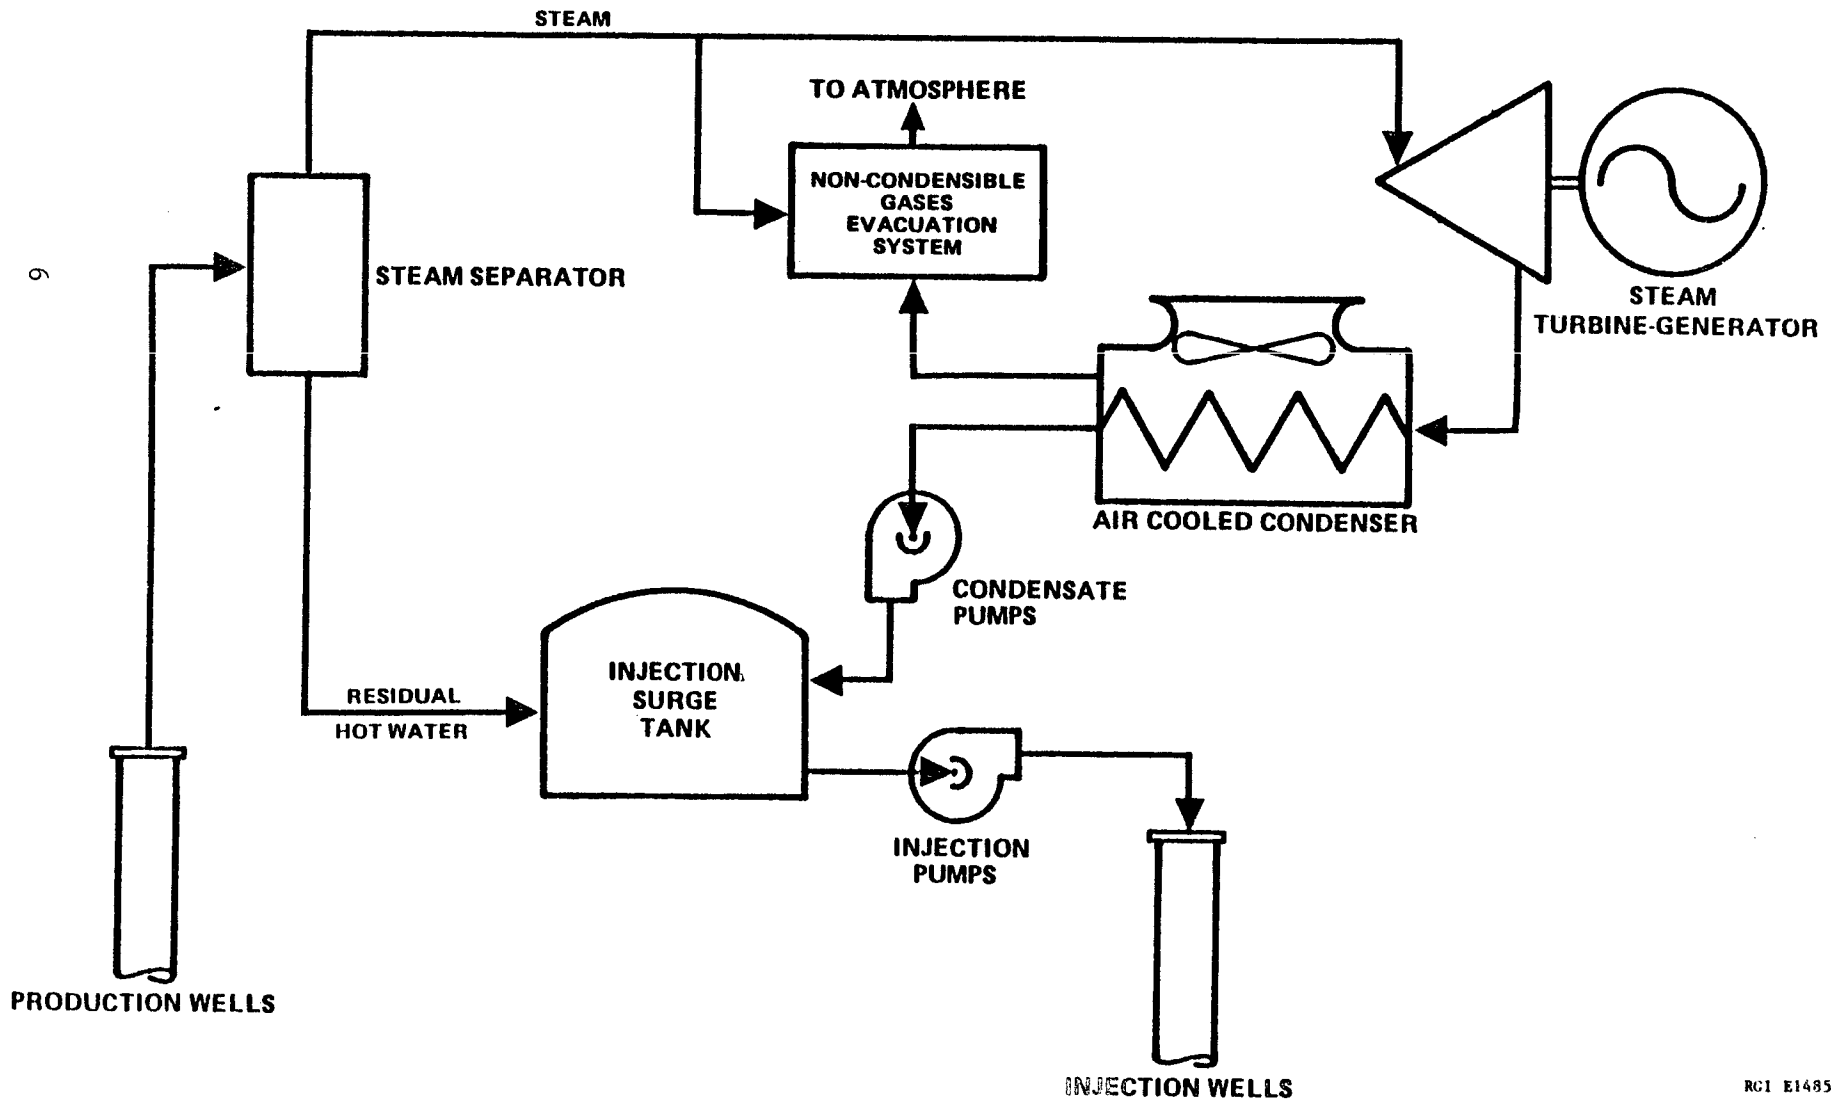 STEAM
TO ATMOSPHERE
NON-CONDENSIBLE
GASES
EVACUATION
SYSTEM
STEAM SEPARATOR
6
STEAM
TURBINE-GENERATOR
AIR COOLED CONDENSER
CONDENSATE
PUMPS
INJECTION
SURGE
TANK
RESIDUAL
HOT WATER
INJECTION
PUMPS
PRODUCTION WELLS
INJECTION WELLS
RGI E1485